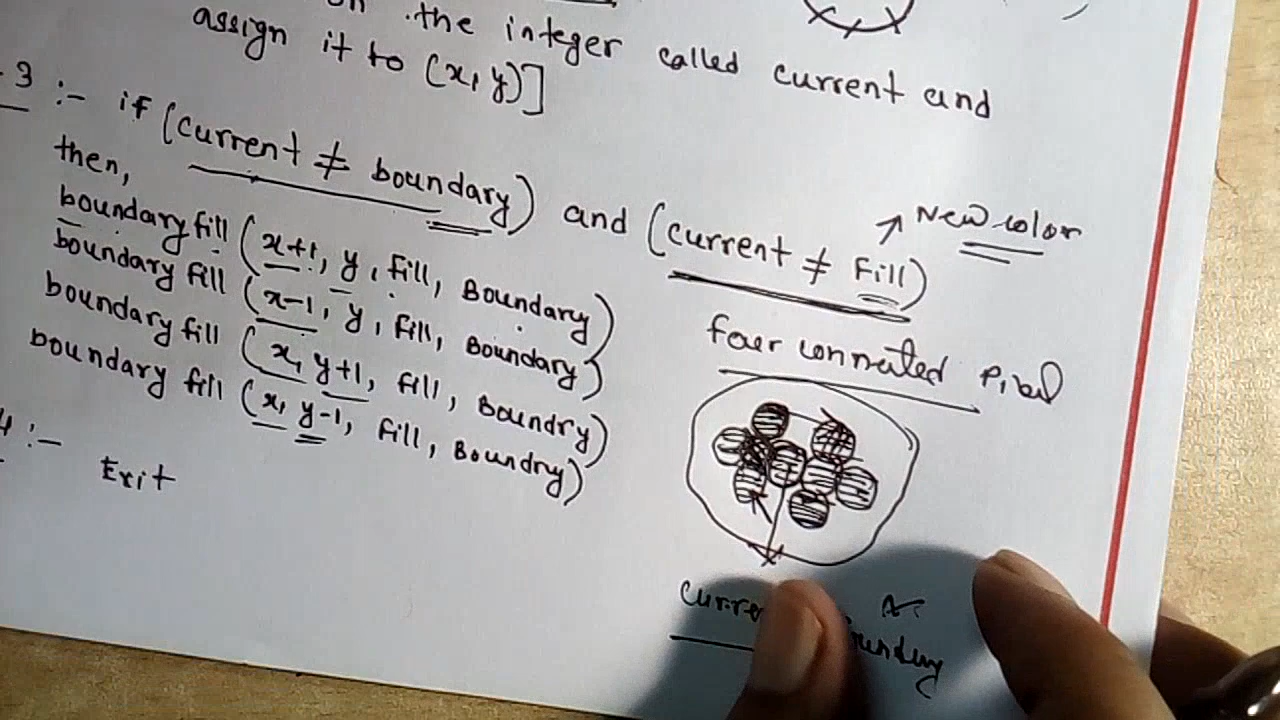 on the integer called current and
assign it to (x, y)]
3 :- if (current ≠ boundary) and (current ≠ Fill)
New color
then,
boundary fill (x+1, y, fill, Boundary)
boundary fill (x-1, y, fill, Boundary)
boundary fill (x, y+1, fill, Boundry)
boundary fill (x, y-1, fill, Boundry)
4 :- Exit
four connected Pixel